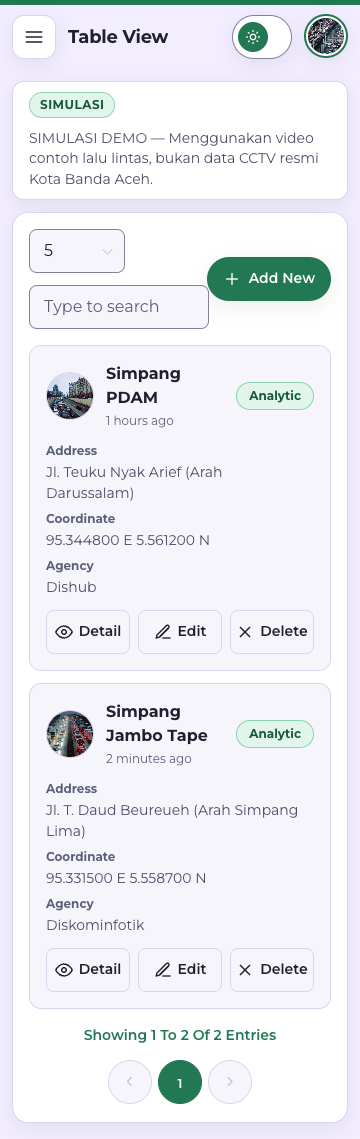 Table View
SIMULASI
SIMULASI DEMO — Menggunakan video
contoh lalu lintas, bukan data CCTV resmi
Kota Banda Aceh.
5
Type to search
Add New
Simpang
PDAM
1 hours ago
Analytic
Address
Jl. Teuku Nyak Arief (Arah
Darussalam)
Coordinate
95.344800 E 5.561200 N
Agency
Dishub
Detail Edit Delete
Simpang
Jambo Tape
2 minutes ago
Analytic
Address
Jl. T. Daud Beureueh (Arah Simpang
Lima)
Coordinate
95.331500 E 5.558700 N
Agency
Diskominfotik
Detail Edit Delete
Showing 1 To 2 Of 2 Entries
1